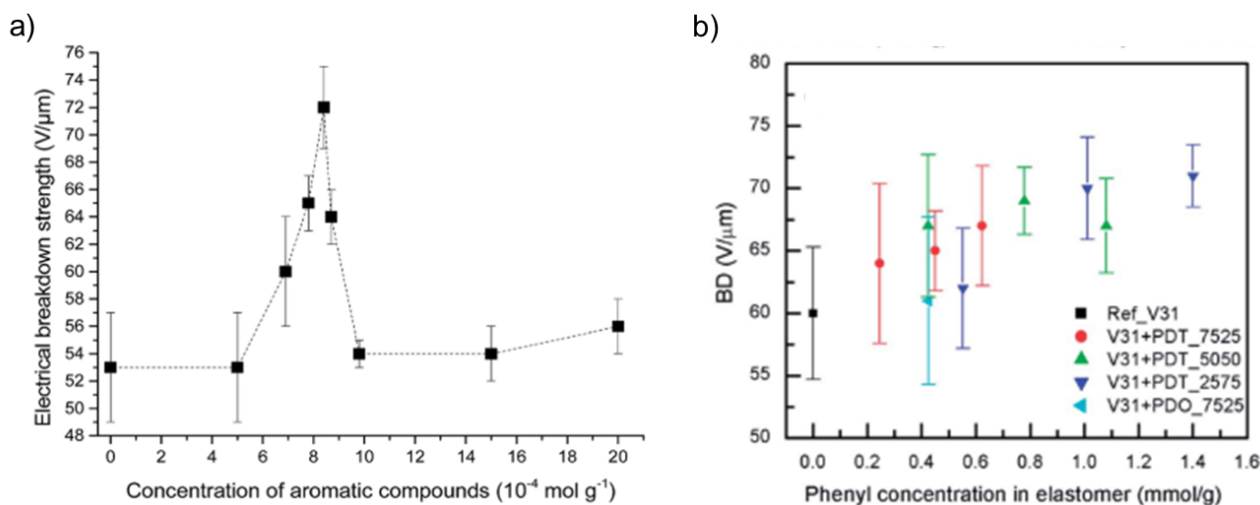 a)
76
74
72
70
68
66
64
62
60
58
56
54
52
50
48
Electrical breakdown strength (V/μm)
0 2 4 6 8 10 12 14 16 18 20
Concentration of aromatic compounds (10⁻⁴ mol g⁻¹)
b)
80
75
70
65
60
55
50
BD (V/μm)
Ref_V31
V31+PDT_7525
V31+PDT_5050
V31+PDT_2575
V31+PDO_7525
0.0 0.2 0.4 0.6 0.8 1.0 1.2 1.4 1.6
Phenyl concentration in elastomer (mmol/g)